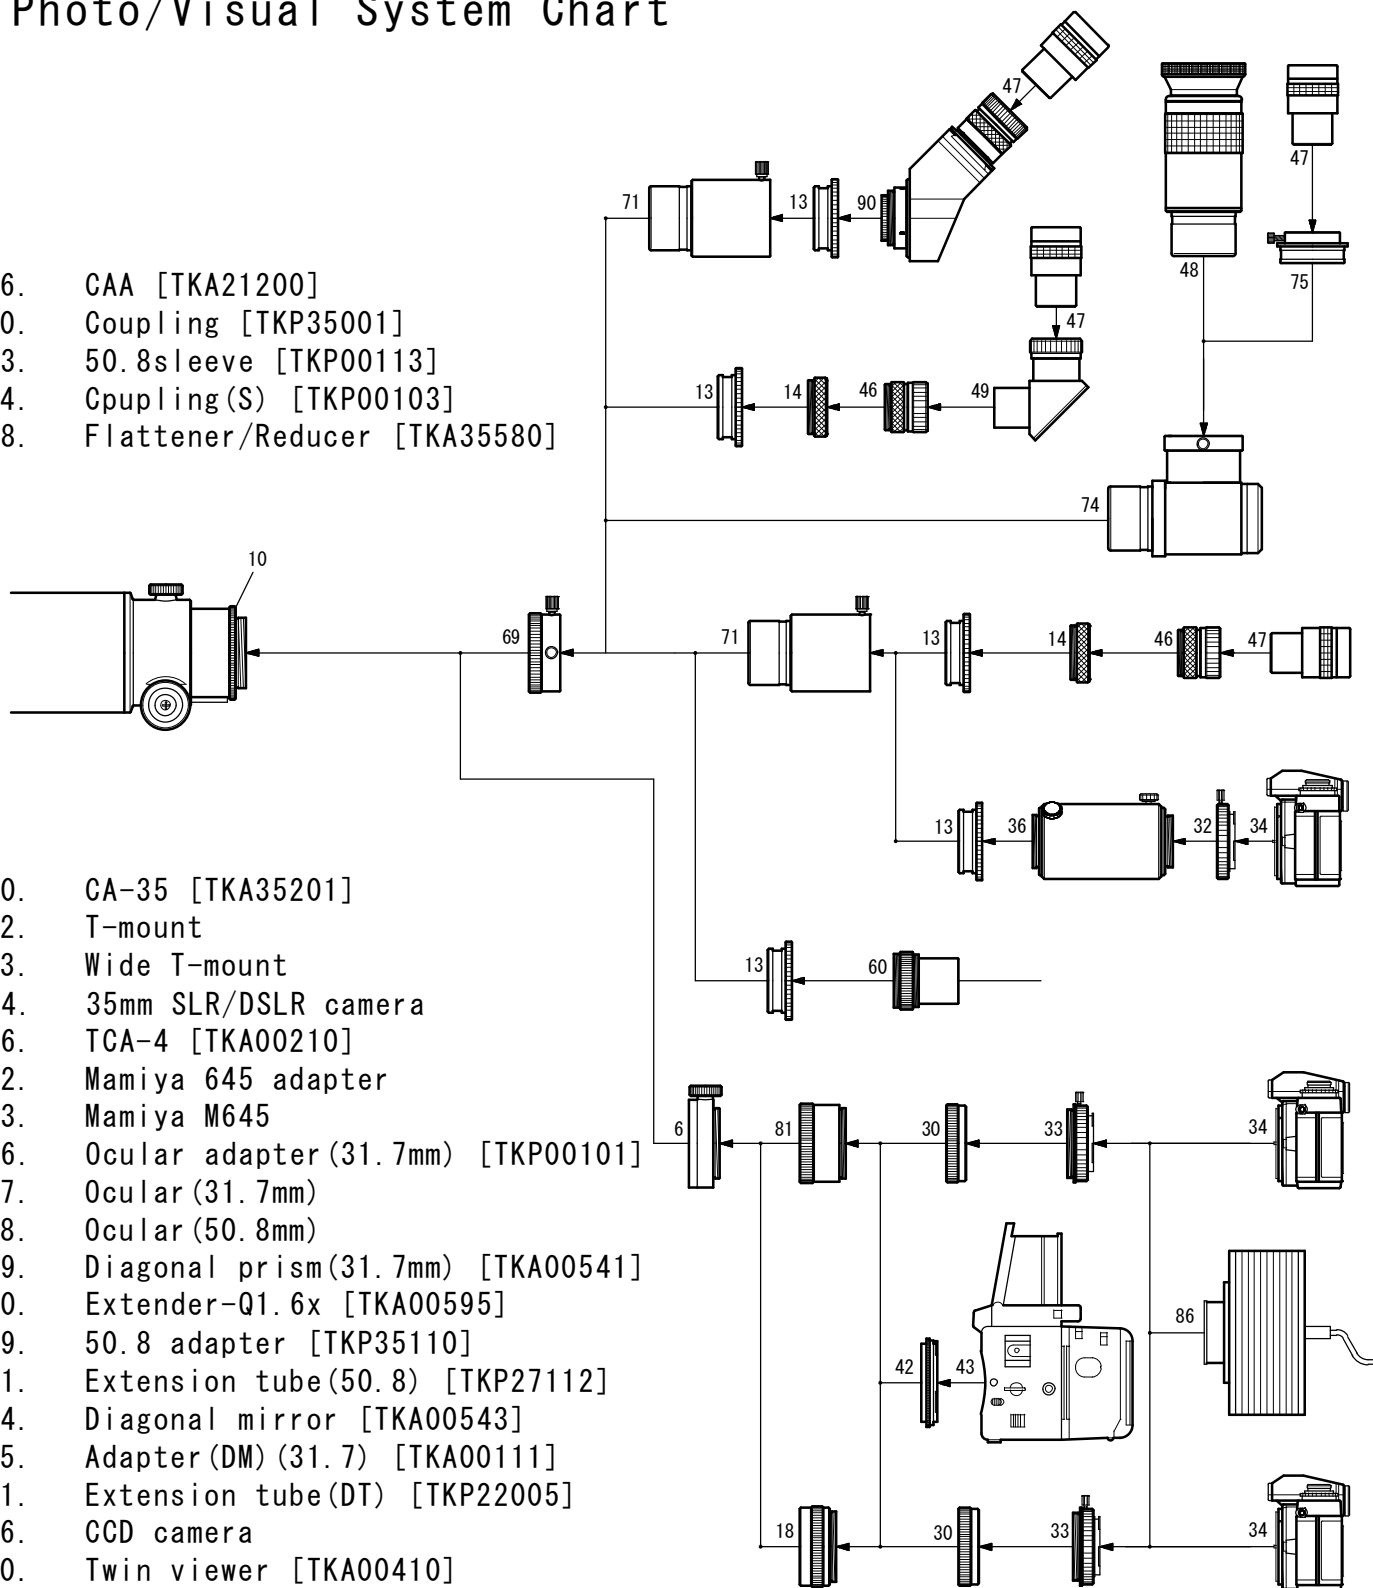 Photo/Visual System Chart
6. CAA [TKA21200]
0. Coupling [TKP35001]
3. 50.8sleeve [TKP00113]
4. Cpupling(S) [TKP00103]
8. Flattener/Reducer [TKA35580]
0. CA-35 [TKA35201]
2. T-mount
3. Wide T-mount
4. 35mm SLR/DSLR camera
6. TCA-4 [TKA00210]
2. Mamiya 645 adapter
3. Mamiya M645
6. Ocular adapter(31.7mm) [TKP00101]
7. Ocular(31.7mm)
8. Ocular(50.8mm)
9. Diagonal prism(31.7mm) [TKA00541]
0. Extender-Q1.6x [TKA00595]
9. 50.8 adapter [TKP35110]
1. Extension tube(50.8) [TKP27112]
4. Diagonal mirror [TKA00543]
5. Adapter(DM)(31.7) [TKA00111]
1. Extension tube(DT) [TKP22005]
6. CCD camera
0. Twin viewer [TKA00410]
47
71 13 90
47
48 75
47
13 14 46 49
74
10
69 71 13 14 46 47
13 36 32 34
13 60
6 81 30 33 34
42 43 86
18 30 33 34